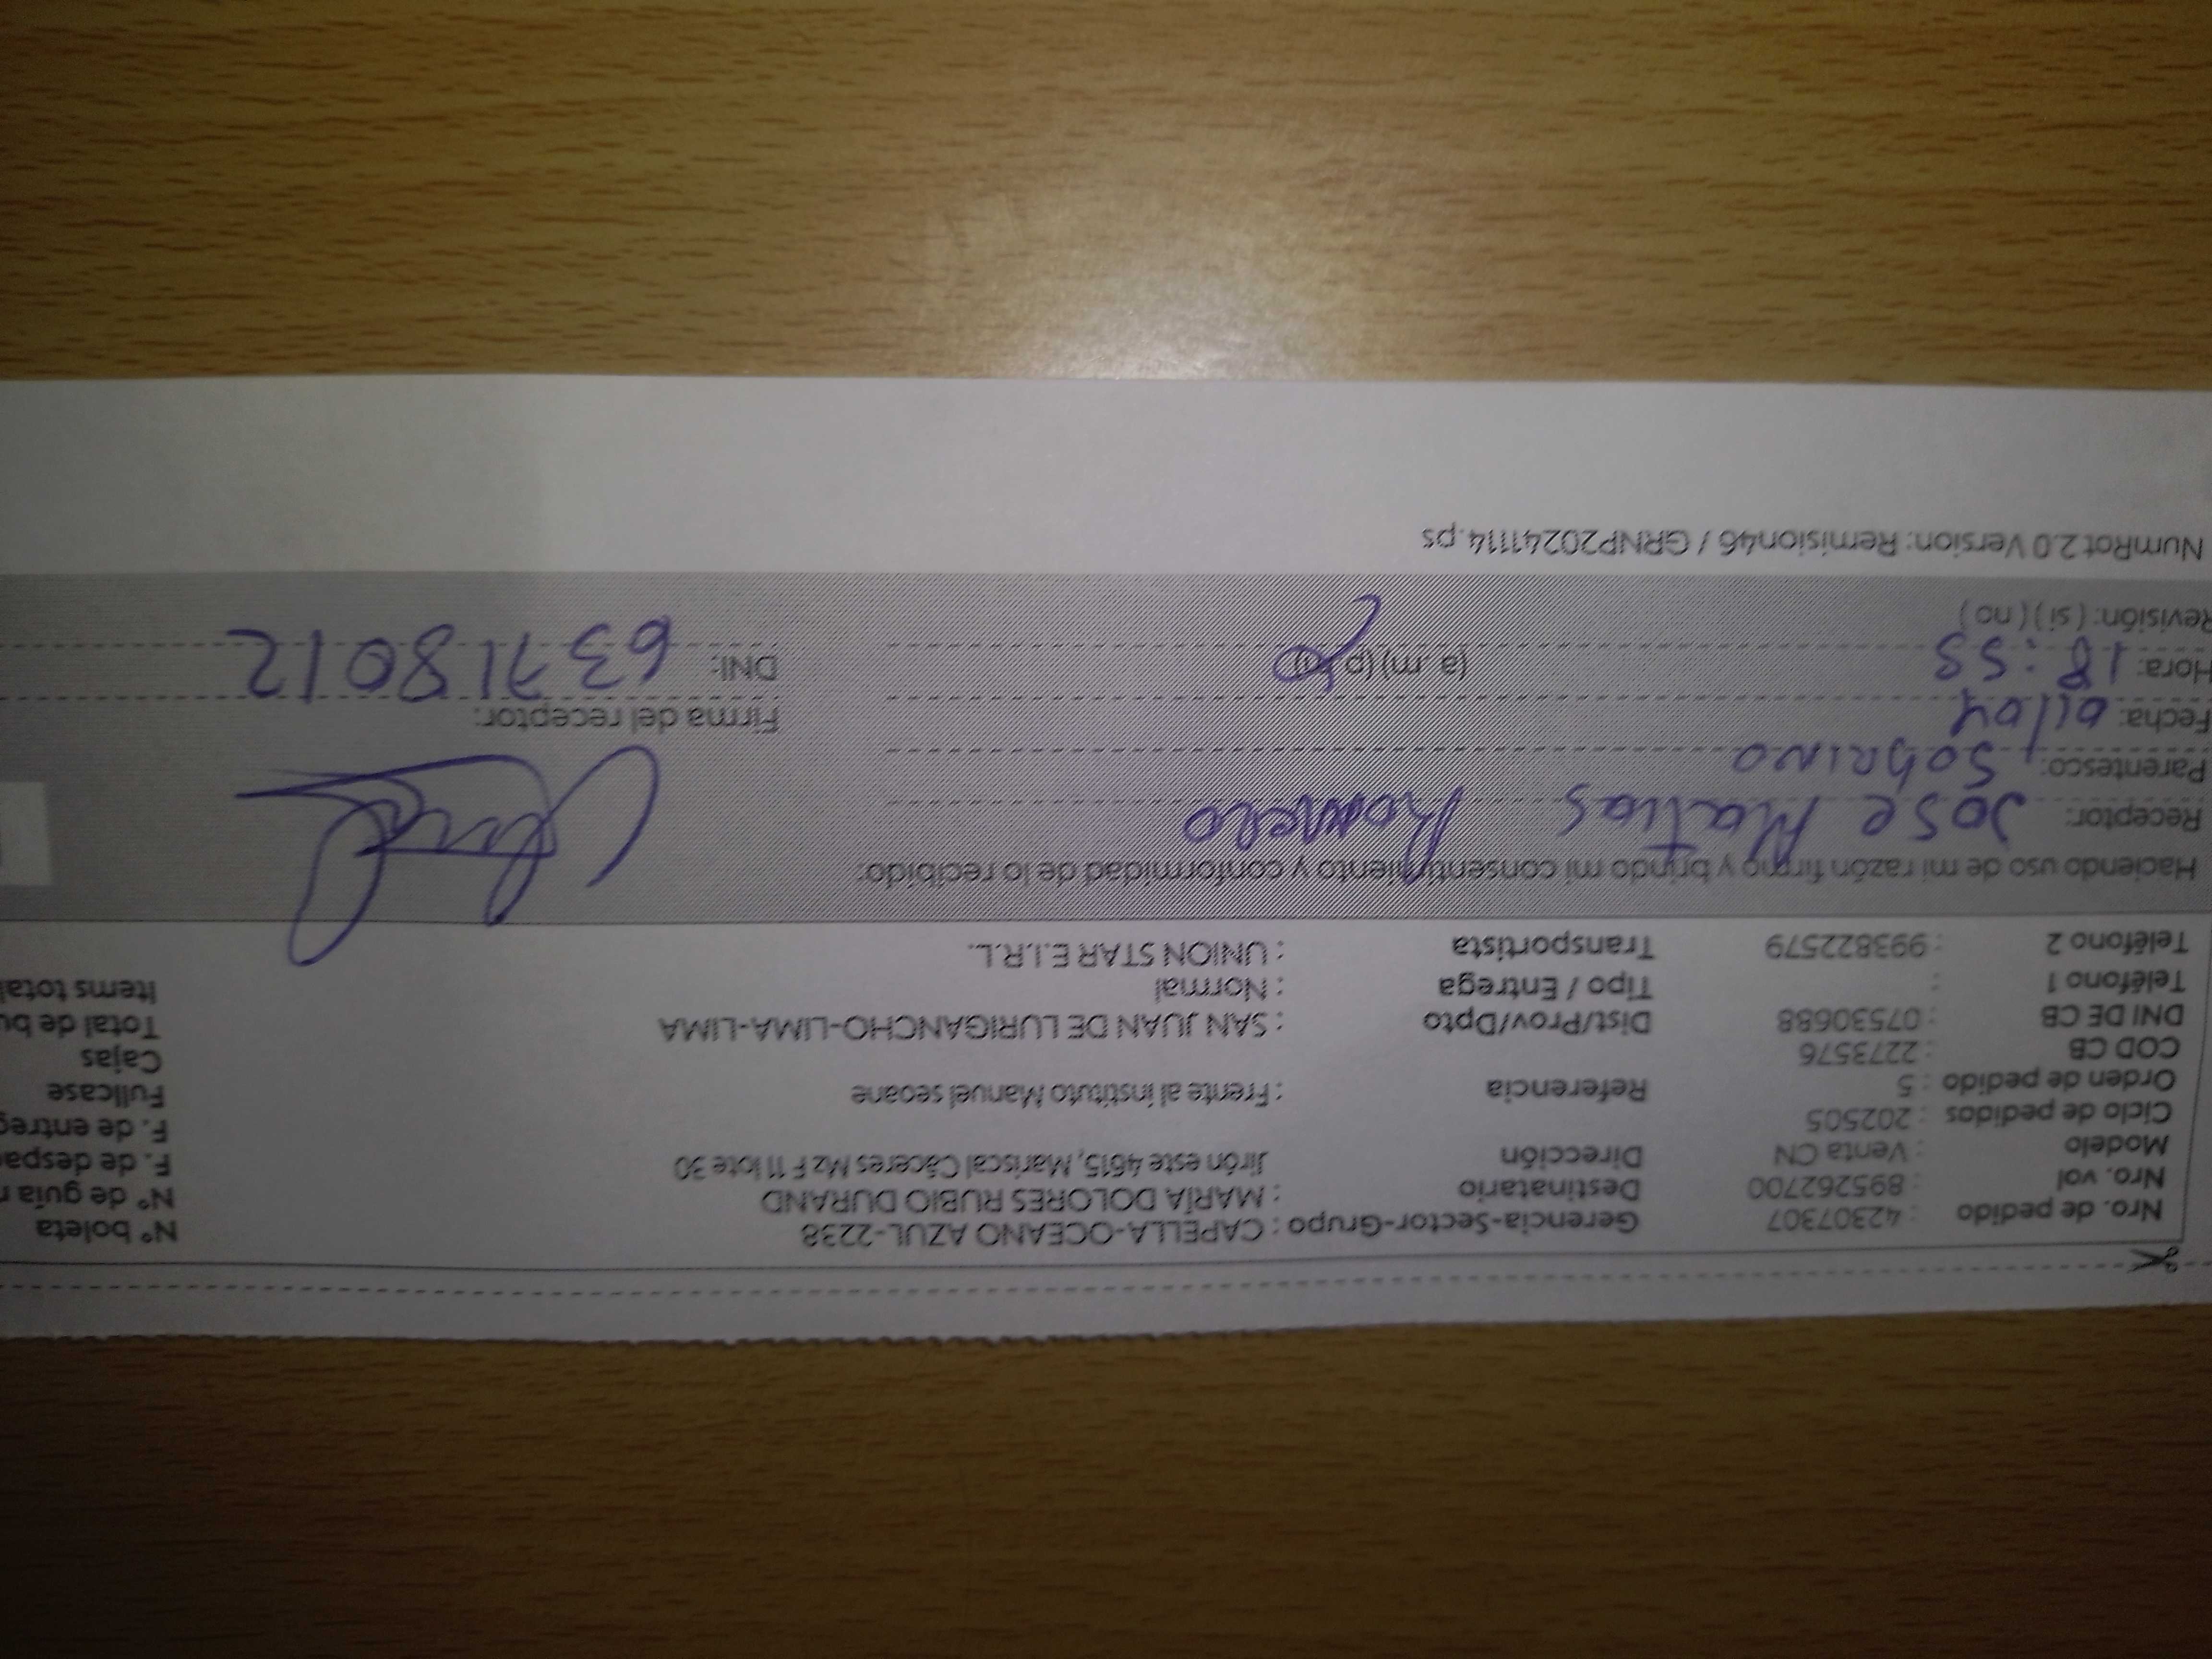 Nro. de pedido : 42307307 Gerencia-Sector-Grupo : CAPELLA-OCEANO AZUL-2238 N° boleta
Nro. vol : 895262700 Destinatario : MARÍA DOLORES RUBIO DURAND N° de guía
Modelo : Venta CN Dirección Jirón este 4615, Mariscal Cáceres Mz F 11 lote 30 F. de despa
Ciclo de pedidos : 202505 F. de entreg
Orden de pedido : 5 Referencia : Frente al instituto Manuel seoane Fullcase
COD CB : 2273576 Cajas
DNI DE CB : 07530688 Dist/Prov/Dpto : SAN JUAN DE LURIGANCHO-LIMA-LIMA Total de bu
Teléfono 1 : Tipo / Entrega : Normal Items total
Teléfono 2 : 993822579 Transportista : UNION STAR E.I.R.L.
Haciendo uso de mi razón firmo y brindo mi consentimiento y conformidad de lo recibido:
Receptor: Jose Matias Romero
Parentesco: Sobrino
Fecha: 01/04 Firma del receptor:
Hora: 18:53 (a.m) (p.m) DNI: 63718012
Revisión: (si) (no)
NumRot 2.0 Version: Remision46 / GRNP20241114.ps